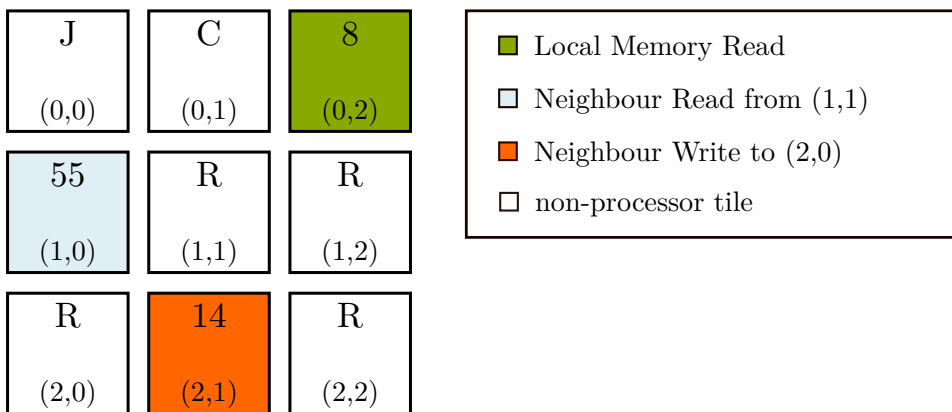 J C 8
(0,0) (0,1) (0,2)
55 R R
(1,0) (1,1) (1,2)
R 14 R
(2,0) (2,1) (2,2)
Local Memory Read
Neighbour Read from (1,1)
Neighbour Write to (2,0)
non-processor tile